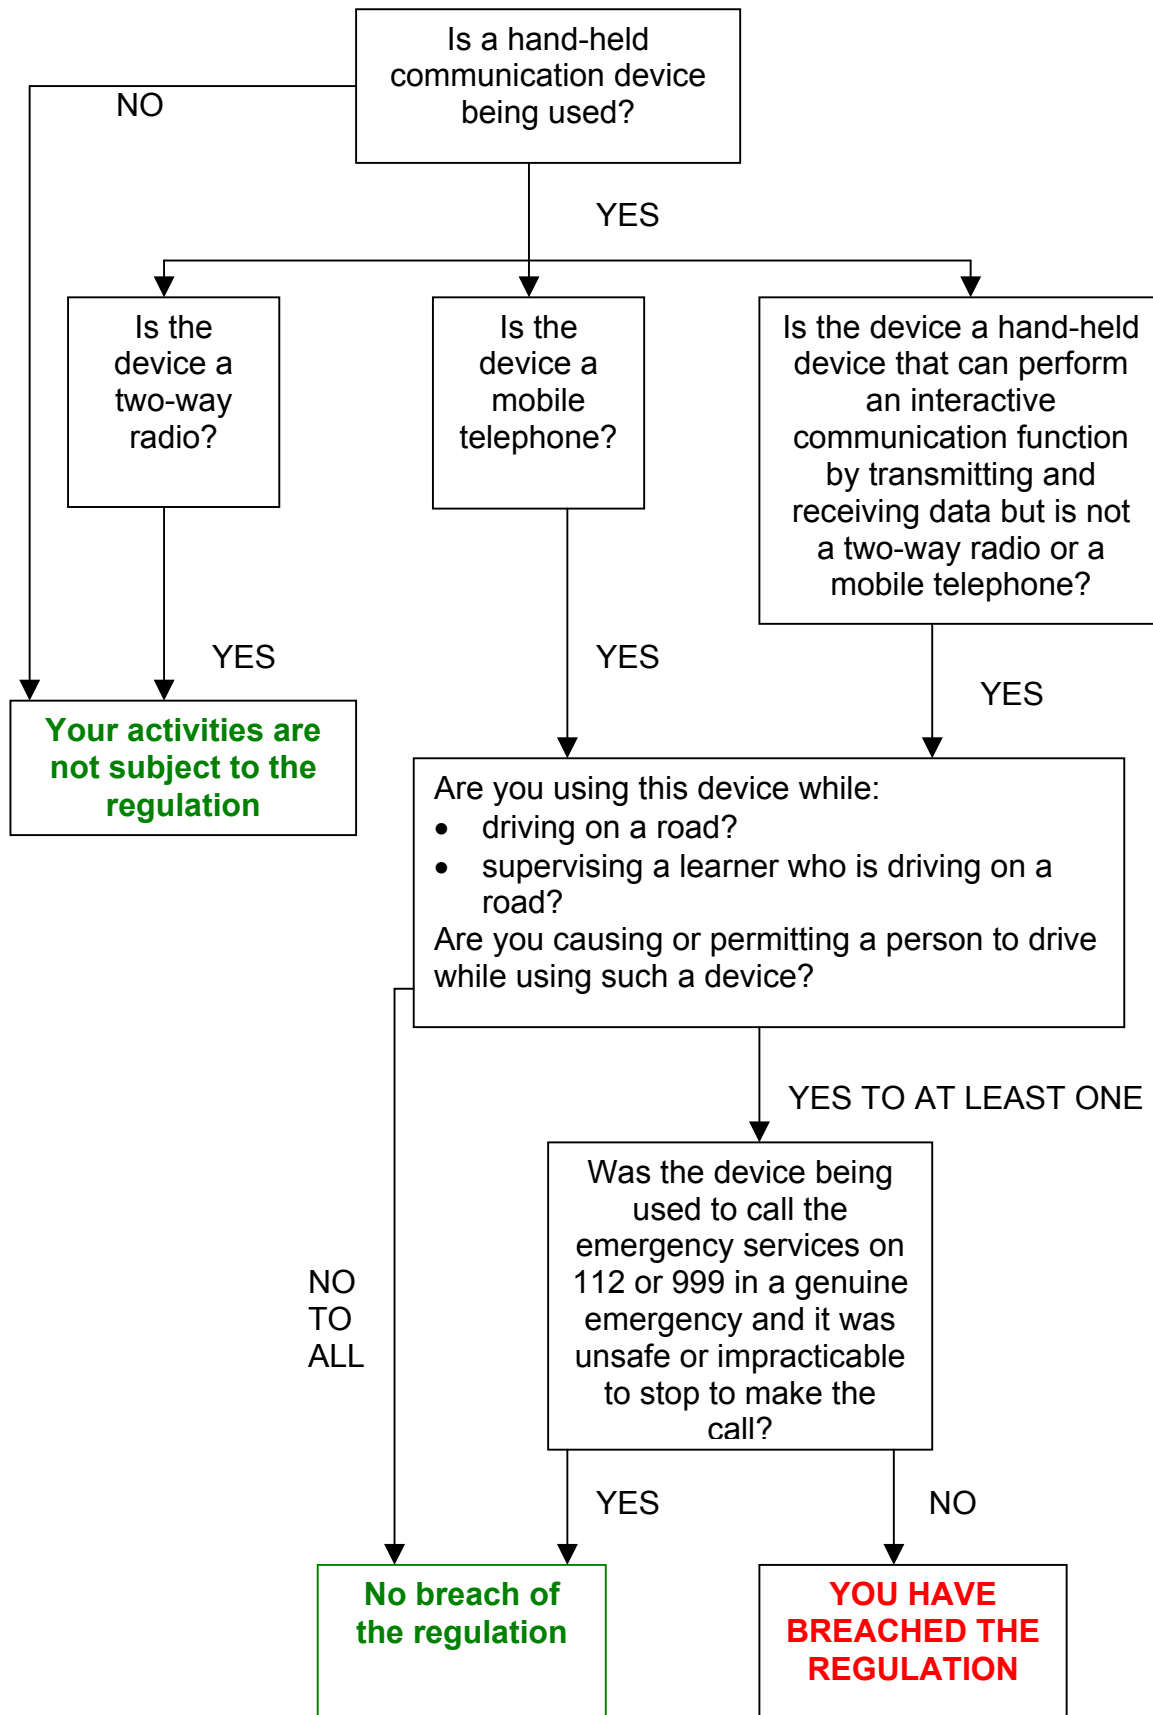 Is a hand-held
communication device
being used?
NO
YES
Is the
device a
two-way
radio?
Is the
device a
mobile
telephone?
Is the device a hand-held
device that can perform
an interactive
communication function
by transmitting and
receiving data but is not
a two-way radio or a
mobile telephone?
YES
YES
YES
Your activities are
not subject to the
regulation
Are you using this device while:
• driving on a road?
• supervising a learner who is driving on a
road?
Are you causing or permitting a person to drive
while using such a device?
YES TO AT LEAST ONE
NO
TO
ALL
Was the device being
used to call the
emergency services on
112 or 999 in a genuine
emergency and it was
unsafe or impracticable
to stop to make the
call?
YES
NO
No breach of
the regulation
YOU HAVE
BREACHED THE
REGULATION